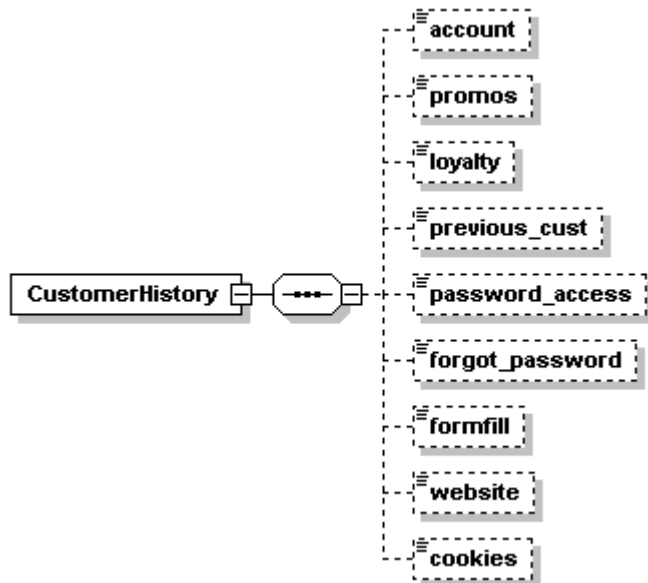 account
promos
loyalty
previous_cust
CustomerHistory
password_access
forgot_password
formfill
website
cookies